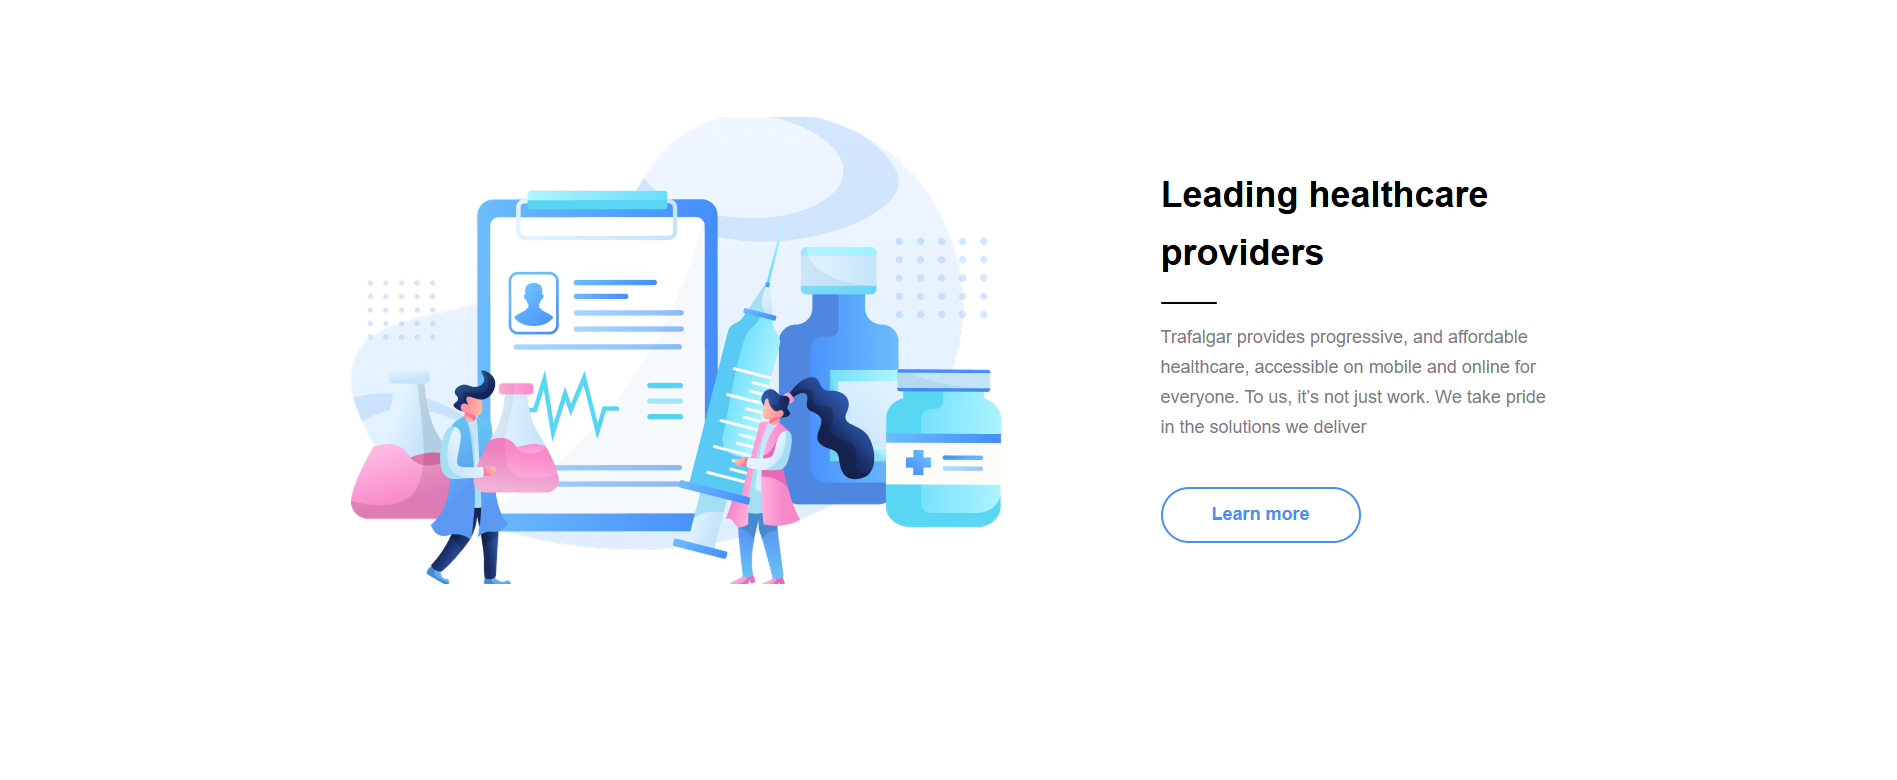 Leading healthcare
providers
Trafalgar provides progressive, and affordable
healthcare, accessible on mobile and online for
everyone. To us, it’s not just work. We take pride
in the solutions we deliver
Learn more